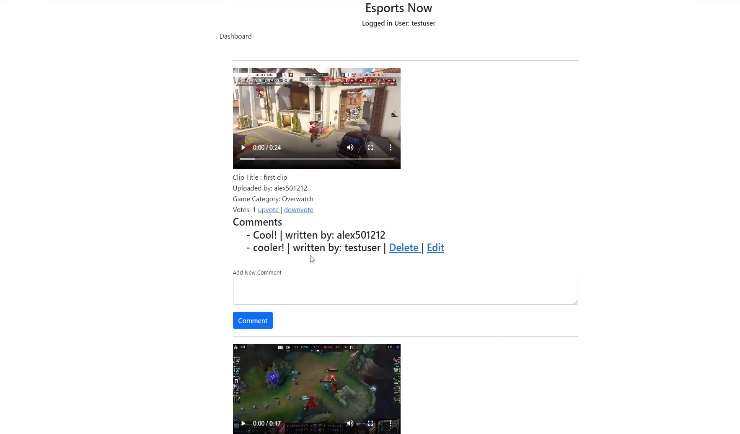 Esports Now
Logged in User: testuser
Dashboard
0:00 / 0:24
Clip Title : first clip
Uploaded by: alex501212
Game Category: Overwatch
Votes: 1 upvote | downvote
Comments
- Cool! | written by: alex501212
- cooler! | written by: testuser | Delete | Edit
Add New Comment
Comment
0:00 / 0:47